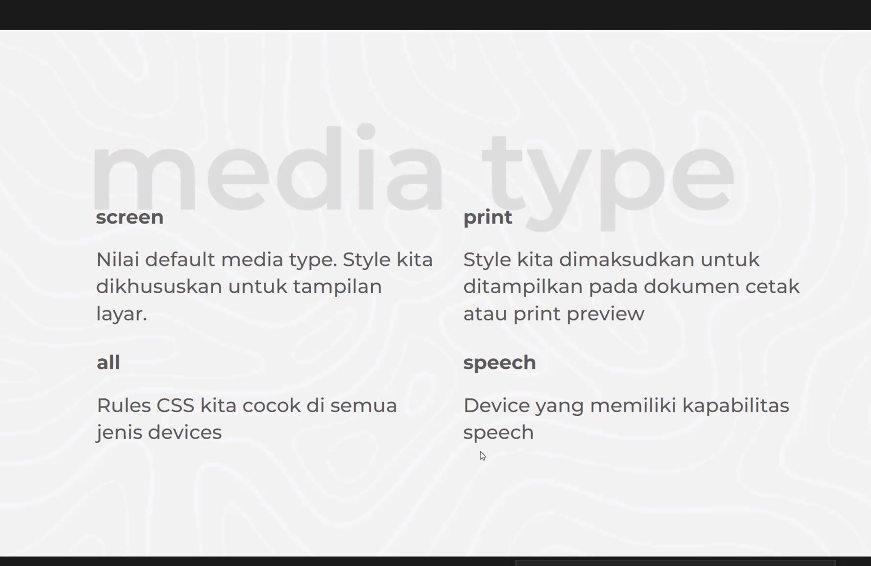 media type
screen
Nilai default media type. Style kita
dikhususkan untuk tampilan
layar.
print
Style kita dimaksudkan untuk
ditampilkan pada dokumen cetak
atau print preview
all
Rules CSS kita cocok di semua
jenis devices
speech
Device yang memiliki kapabilitas
speech